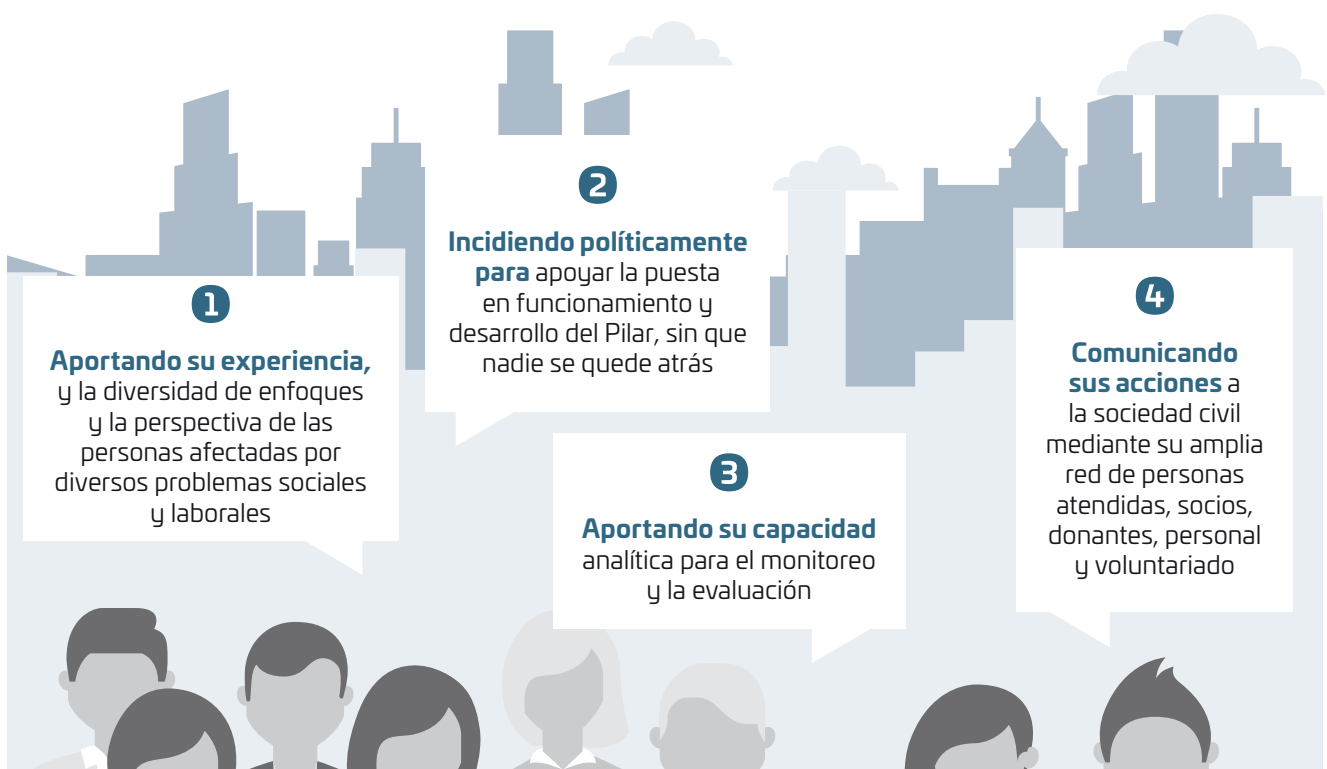 1
Aportando su experiencia,
y la diversidad de enfoques
y la perspectiva de las
personas afectadas por
diversos problemas sociales
y laborales
2
Incidiendo políticamente
para apoyar la puesta
en funcionamiento y
desarrollo del Pilar, sin que
nadie se quede atrás
3
Aportando su capacidad
analítica para el monitoreo
y la evaluación
4
Comunicando
sus acciones a
la sociedad civil
mediante su amplia
red de personas
atendidas, socios,
donantes, personal
y voluntariado